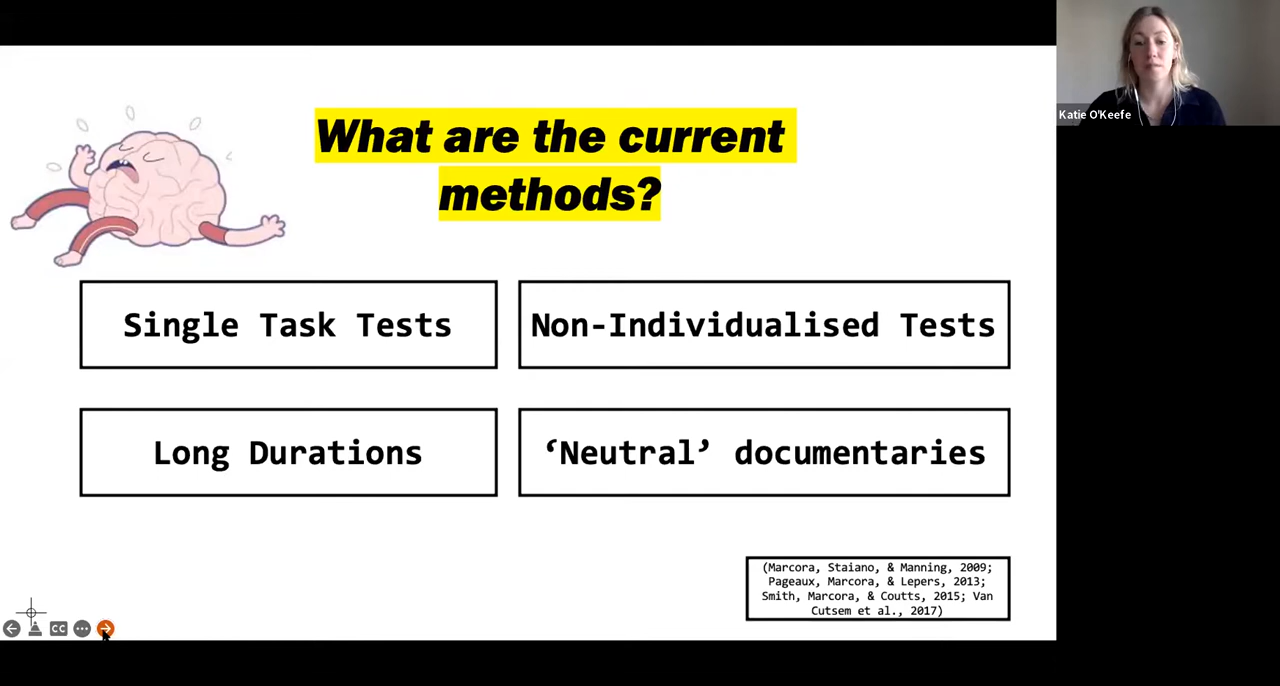 What are the current
methods?
Single Task Tests
Non-Individualised Tests
Long Durations
‘Neutral’ documentaries
(Marcora, Staiano, & Manning, 2009;
Pageaux, Marcora, & Lepers, 2013;
Smith, Marcora, & Coutts, 2015; Van
Cutsem et al., 2017)
CC
Katie O'Keefe